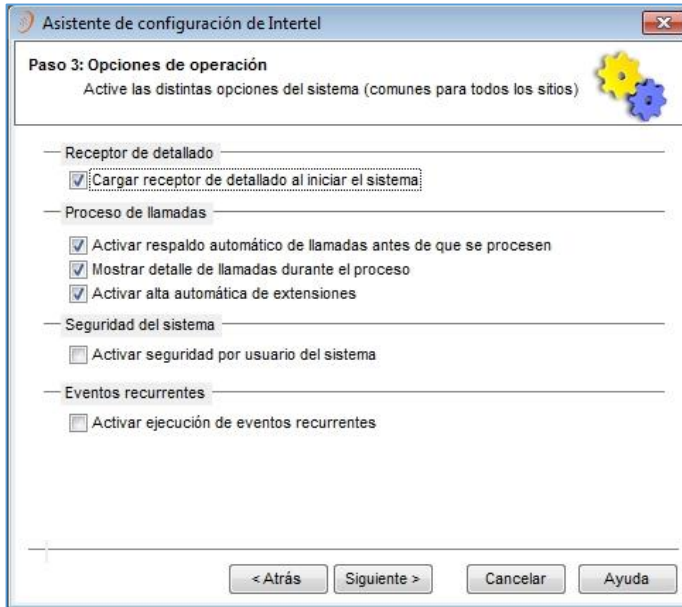 Asistente de configuración de Intertel
Paso 3: Opciones de operación
Active las distintas opciones del sistema (comunes para todos los sitios)
Receptor de detallado
Cargar receptor de detallado al iniciar el sistema
Proceso de llamadas
Activar respaldo automático de llamadas antes de que se procesen
Mostrar detalle de llamadas durante el proceso
Activar alta automática de extensiones
Seguridad del sistema
Activar seguridad por usuario del sistema
Eventos recurrentes
Activar ejecución de eventos recurrentes
< Atrás Siguiente > Cancelar Ayuda